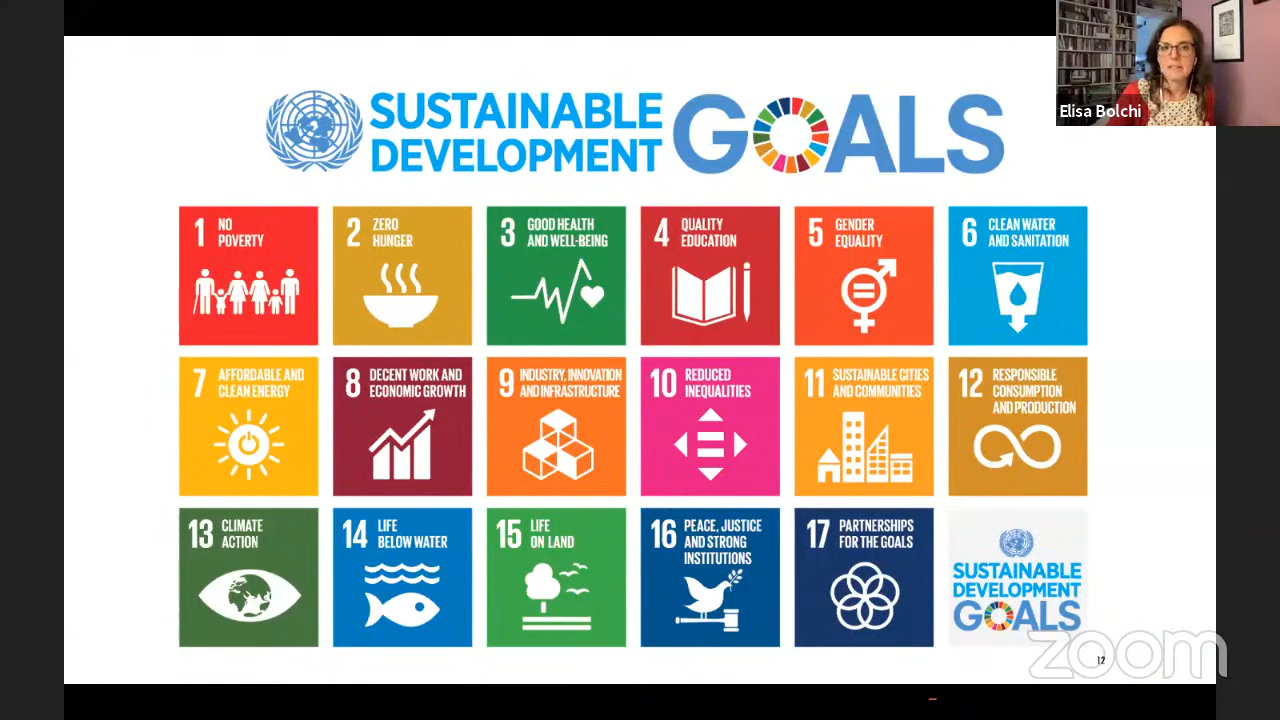 Elisa Bolchi
SUSTAINABLE
DEVELOPMENT
GOALS
1 NO
POVERTY
2 ZERO
HUNGER
3 GOOD HEALTH
AND WELL-BEING
4 QUALITY
EDUCATION
5 GENDER
EQUALITY
6 CLEAN WATER
AND SANITATION
7 AFFORDABLE AND
CLEAN ENERGY
8 DECENT WORK AND
ECONOMIC GROWTH
9 INDUSTRY, INNOVATION
AND INFRASTRUCTURE
10 REDUCED
INEQUALITIES
11 SUSTAINABLE CITIES
AND COMMUNITIES
12 RESPONSIBLE
CONSUMPTION
AND PRODUCTION
13 CLIMATE
ACTION
14 LIFE
BELOW WATER
15 LIFE
ON LAND
16 PEACE, JUSTICE
AND STRONG
INSTITUTIONS
17 PARTNERSHIPS
FOR THE GOALS
SUSTAINABLE
DEVELOPMENT
GOALS
zoom
12